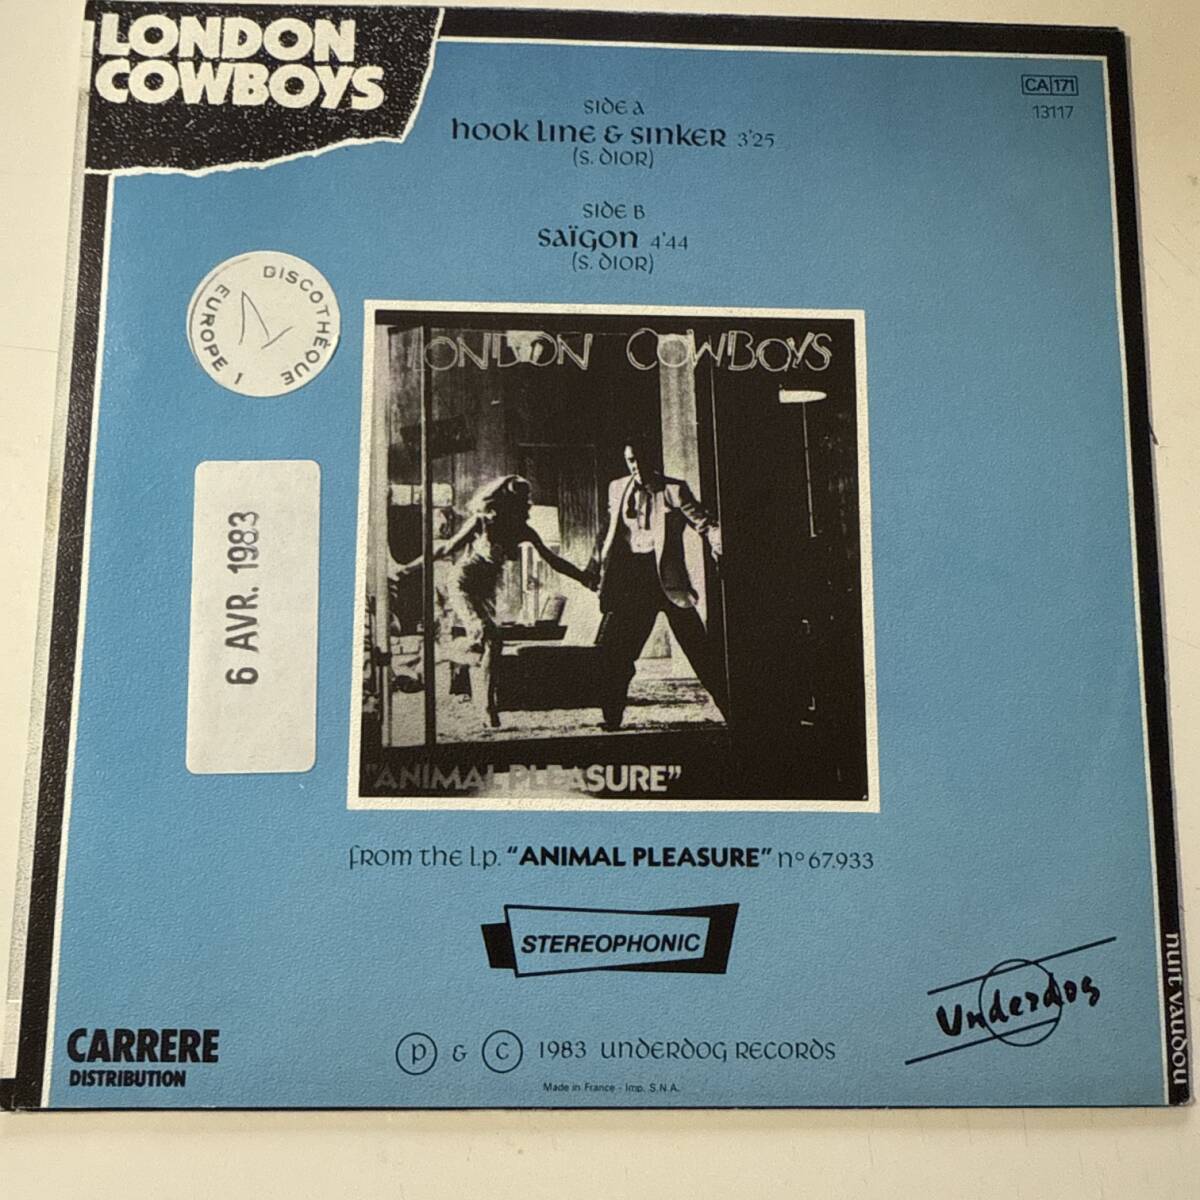 LONDON
COWBOYS
CA 171
13117
SIDE A
HOOK LINE & SINKER 3'25
(S. DIOR)
SIDE B
SAÏGON 4'44
(S. DIOR)
DISCOTHÈQUE
EUROPE 1
6 AVR. 1983
LONDON COWBOYS
"ANIMAL PLEASURE"
FROM THE L.P. "ANIMAL PLEASURE" N° 67.933
STEREOPHONIC
Underdog
NUIT VAUDOU
CARRERE
DISTRIBUTION
P & C 1983 UNDERDOG RECORDS
Made in France - Imp. S.N.A.